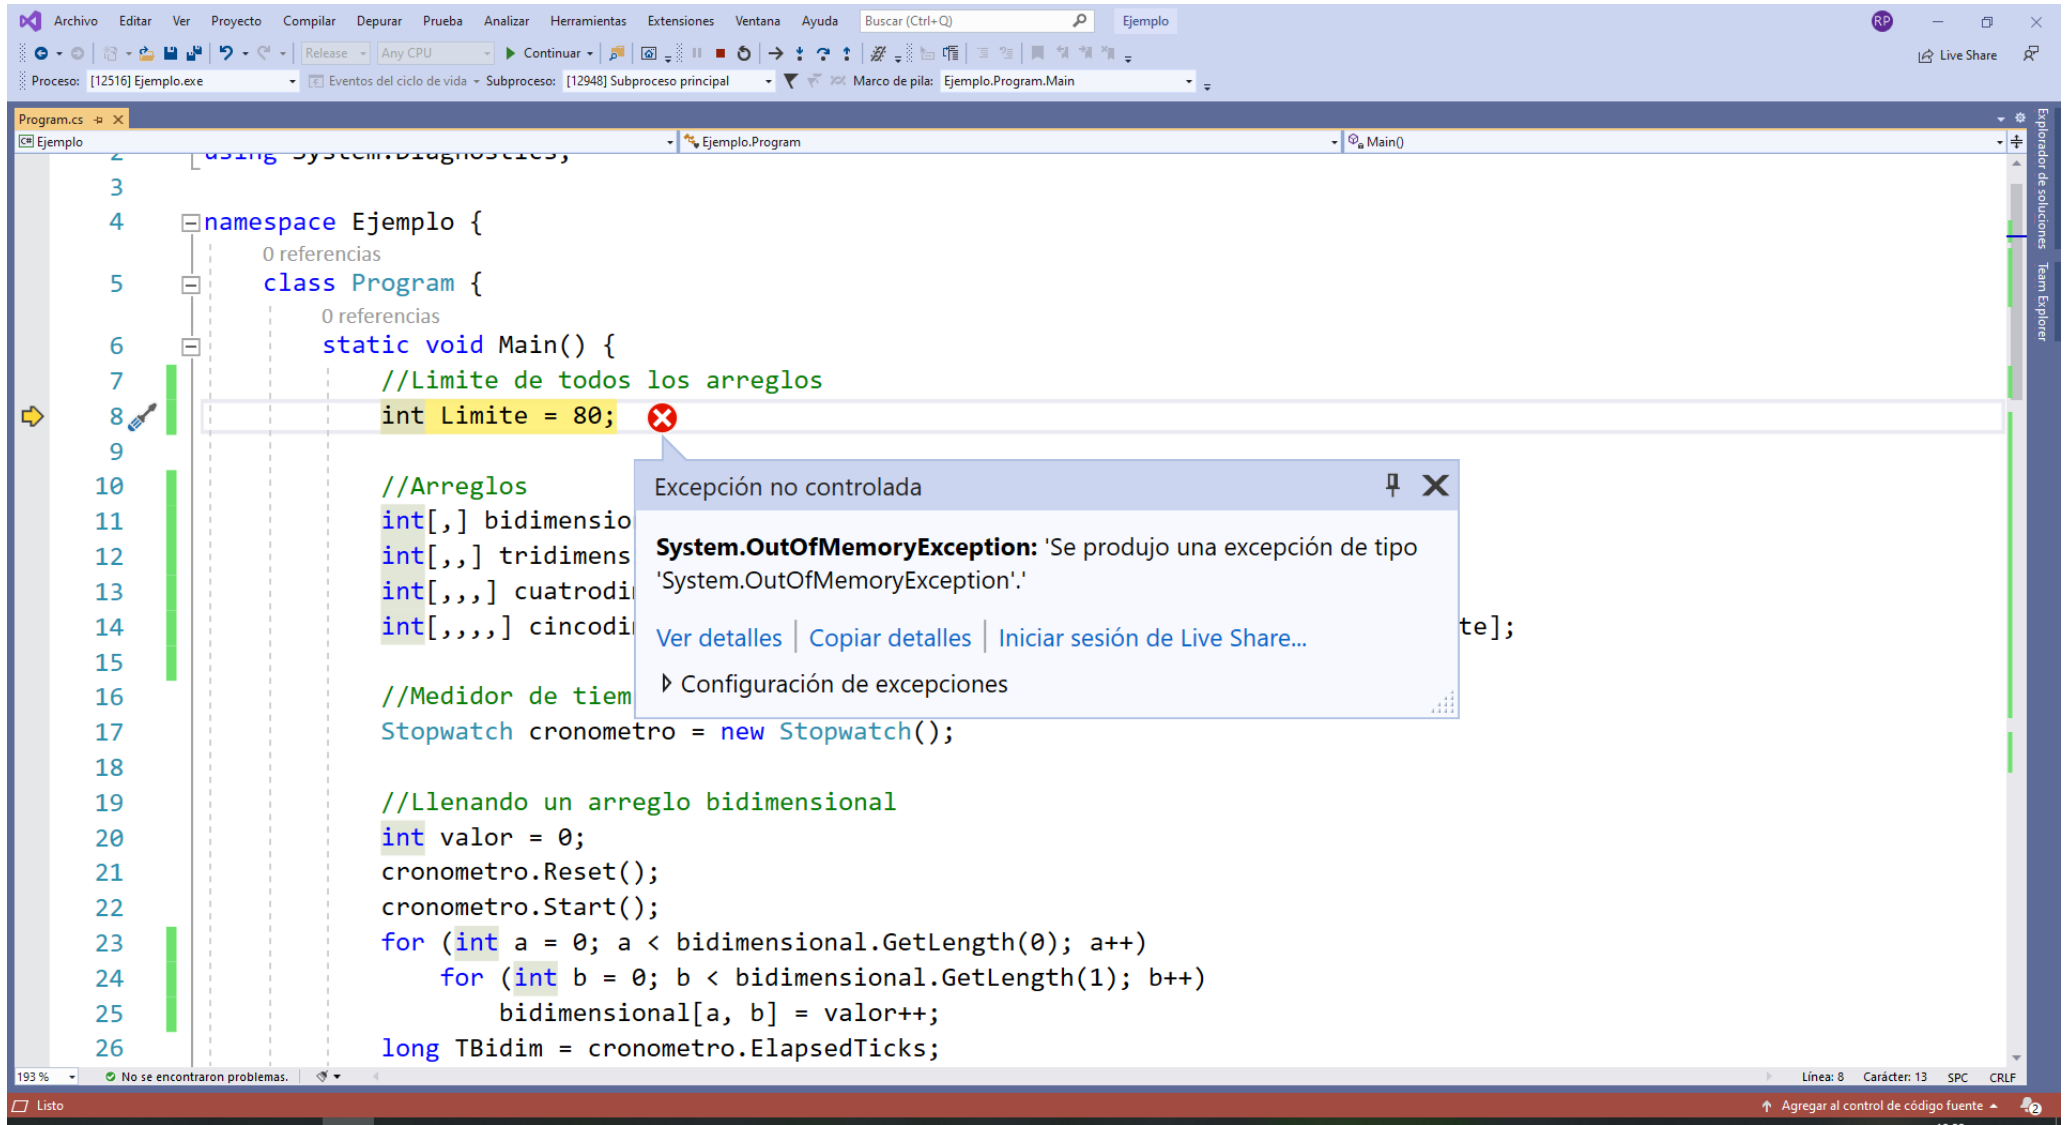 Archivo Editar Ver Proyecto Compilar Depurar Prueba Analizar Herramientas Extensiones Ventana Ayuda Buscar (Ctrl+Q) Ejemplo RP
Release Any CPU Continuar Live Share
Proceso: [12516] Ejemplo.exe Eventos del ciclo de vida Subproceso: [12948] Subproceso principal Marco de pila: Ejemplo.Program.Main
Program.cs
C# Ejemplo Ejemplo.Program Main()
Explorador de soluciones Team Explorer
2 using System.Diagnostics;
3
4 namespace Ejemplo {
0 referencias
5 class Program {
0 referencias
6 static void Main() {
7 //Limite de todos los arreglos
8 int Limite = 80;
9
10 //Arreglos
11 int[,] bidimensio
12 int[,,] tridimens
13 int[,,,] cuatrodi
14 int[,,,,] cincodi te];
15
16 //Medidor de tiem
Excepción no controlada
System.OutOfMemoryException: 'Se produjo una excepción de tipo
'System.OutOfMemoryException'.'
Ver detalles | Copiar detalles | Iniciar sesión de Live Share...
Configuración de excepciones
17 Stopwatch cronometro = new Stopwatch();
18
19 //Llenando un arreglo bidimensional
20 int valor = 0;
21 cronometro.Reset();
22 cronometro.Start();
23 for (int a = 0; a < bidimensional.GetLength(0); a++)
24 for (int b = 0; b < bidimensional.GetLength(1); b++)
25 bidimensional[a, b] = valor++;
26 long TBidim = cronometro.ElapsedTicks;
193 % No se encontraron problemas. Línea: 8 Carácter: 13 SPC CRLF
Listo Agregar al control de código fuente 2